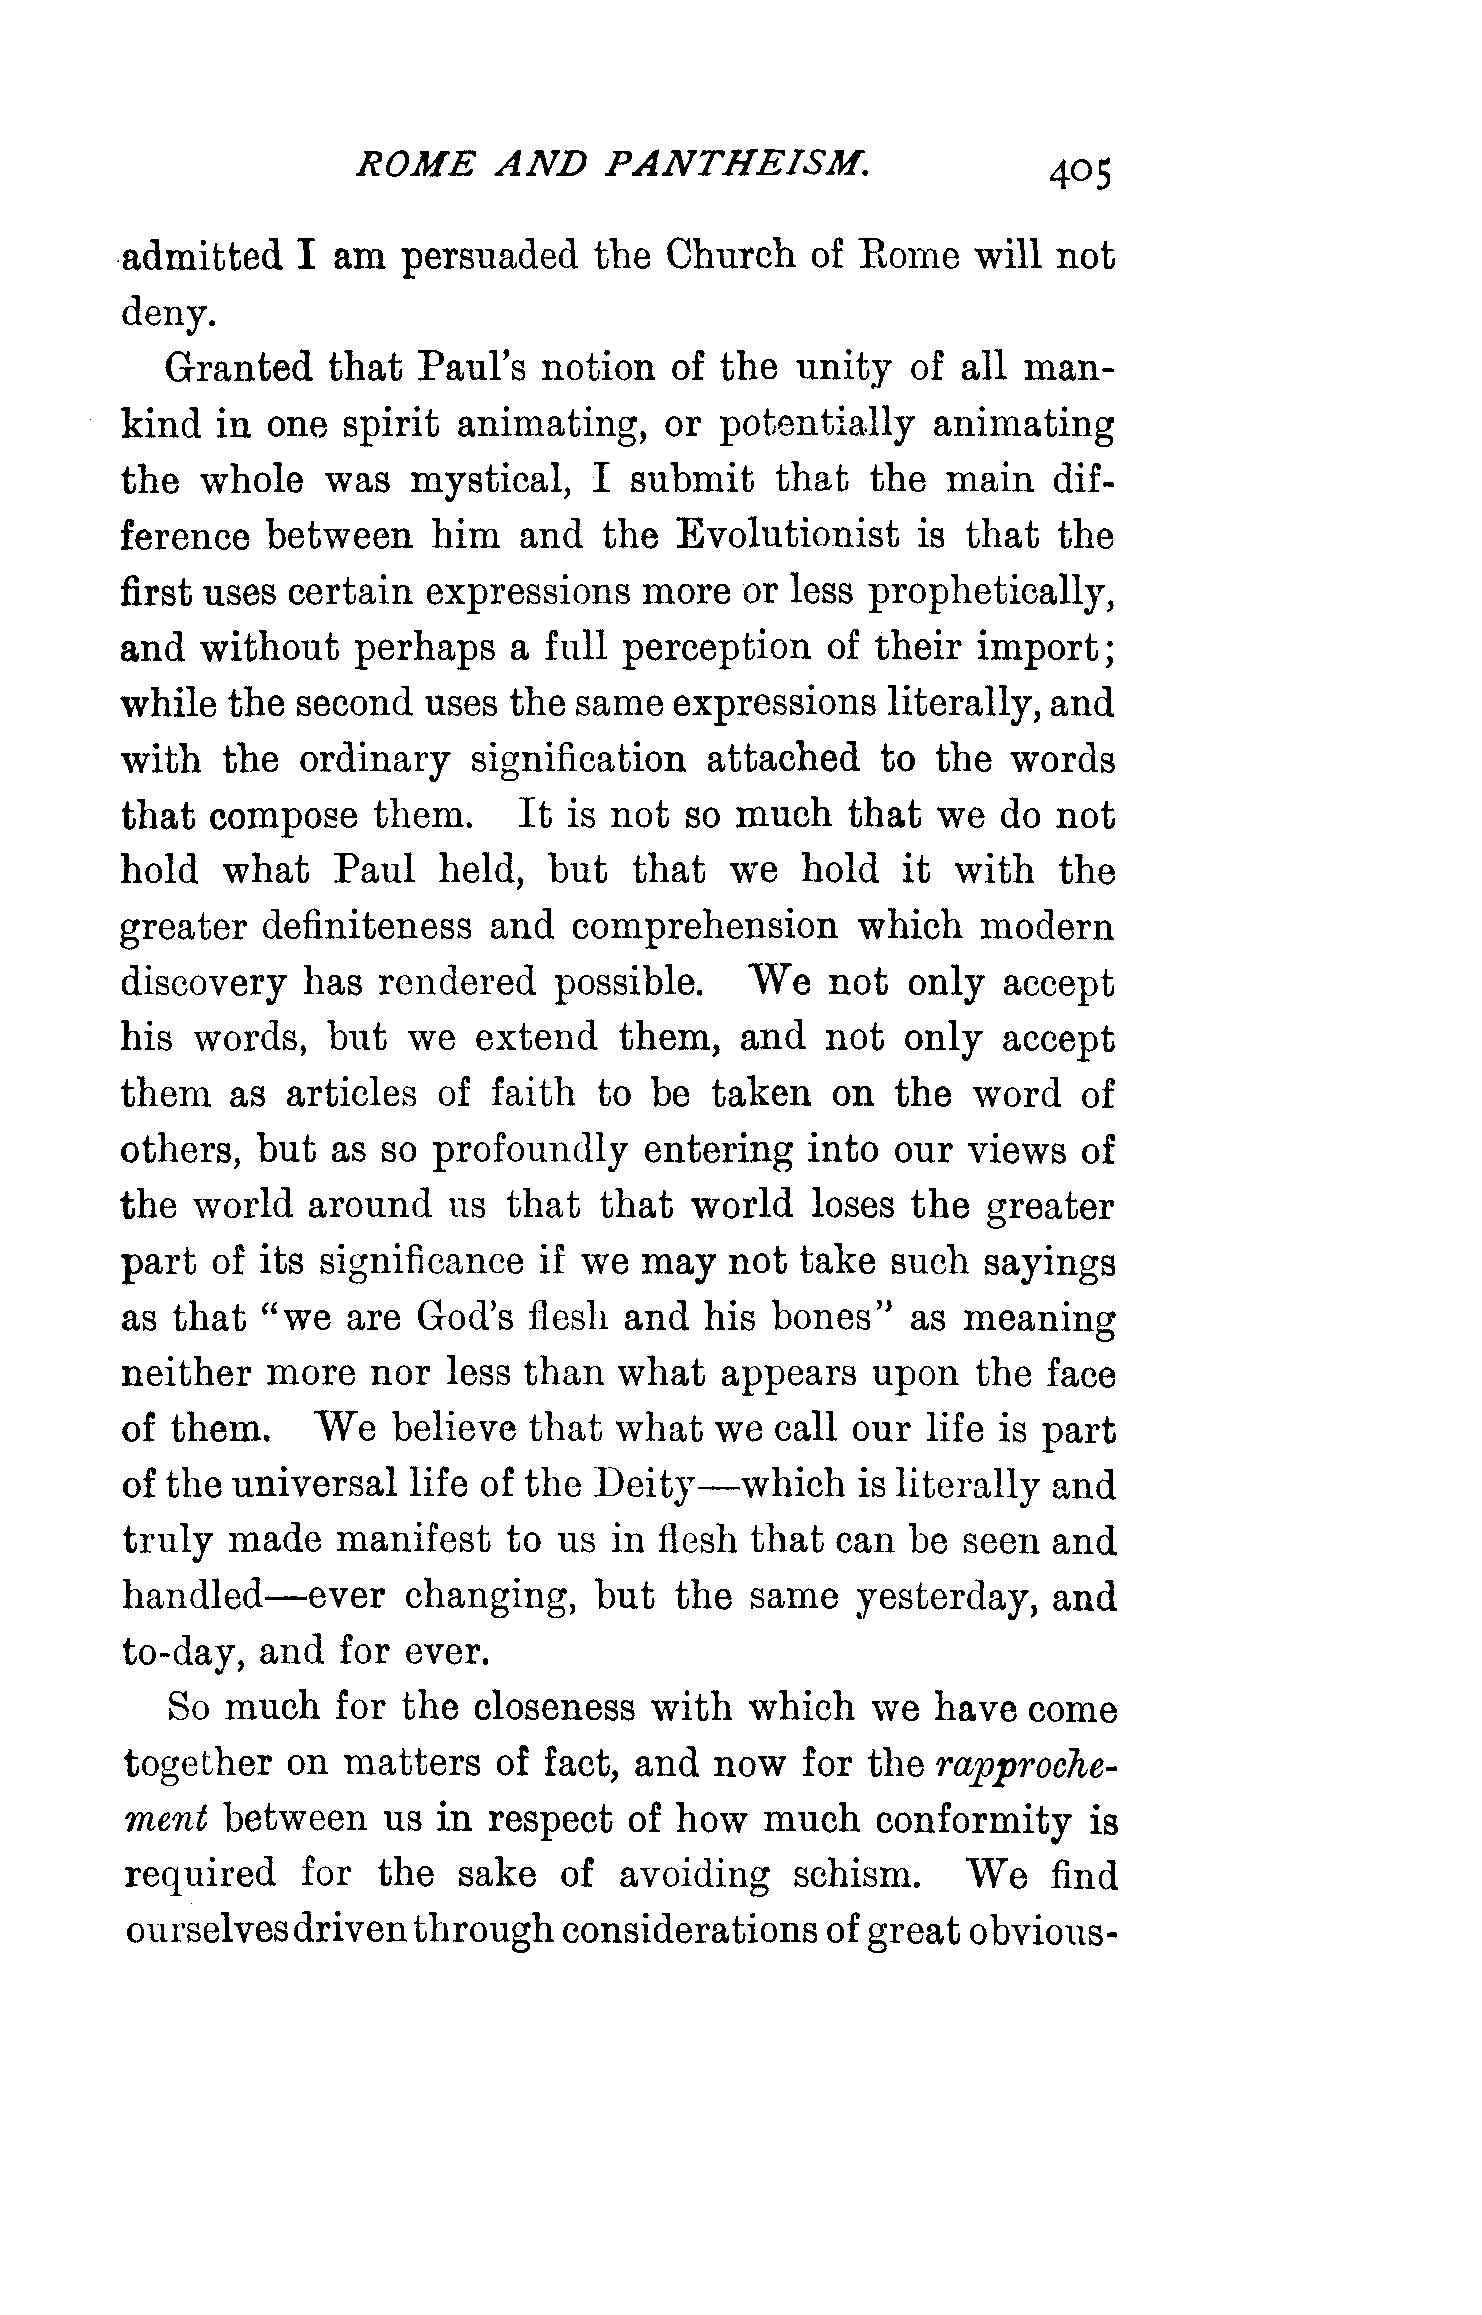 ROME AND PANTHEISM. 405
admitted I am persuaded the Church of Rome will not
deny.
Granted that Paul's notion of the unity of all man-
kind in one spirit animating, or potentially animating
the whole was mystical, I submit that the main dif-
ference between him and the Evolutionist is that the
first uses certain expressions more or less prophetically,
and without perhaps a full perception of their import;
while the second uses the same expressions literally, and
with the ordinary signification attached to the words
that compose them. It is not so much that we do not
hold what Paul held, but that we hold it with the
greater definiteness and comprehension which modern
discovery has rendered possible. We not only accept
his words, but we extend them, and not only accept
them as articles of faith to be taken on the word of
others, but as so profoundly entering into our views of
the world around us that that world loses the greater
part of its significance if we may not take such sayings
as that "we are God's flesh and his bones" as meaning
neither more nor less than what appears upon the face
of them. We believe that what we call our life is part
of the universal life of the Deity—which is literally and
truly made manifest to us in flesh that can be seen and
handled—ever changing, but the same yesterday, and
to-day, and for ever.
So much for the closeness with which we have come
together on matters of fact, and now for the rapproche-
ment between us in respect of how much conformity is
required for the sake of avoiding schism. We find
ourselves driven through considerations of great obvious-